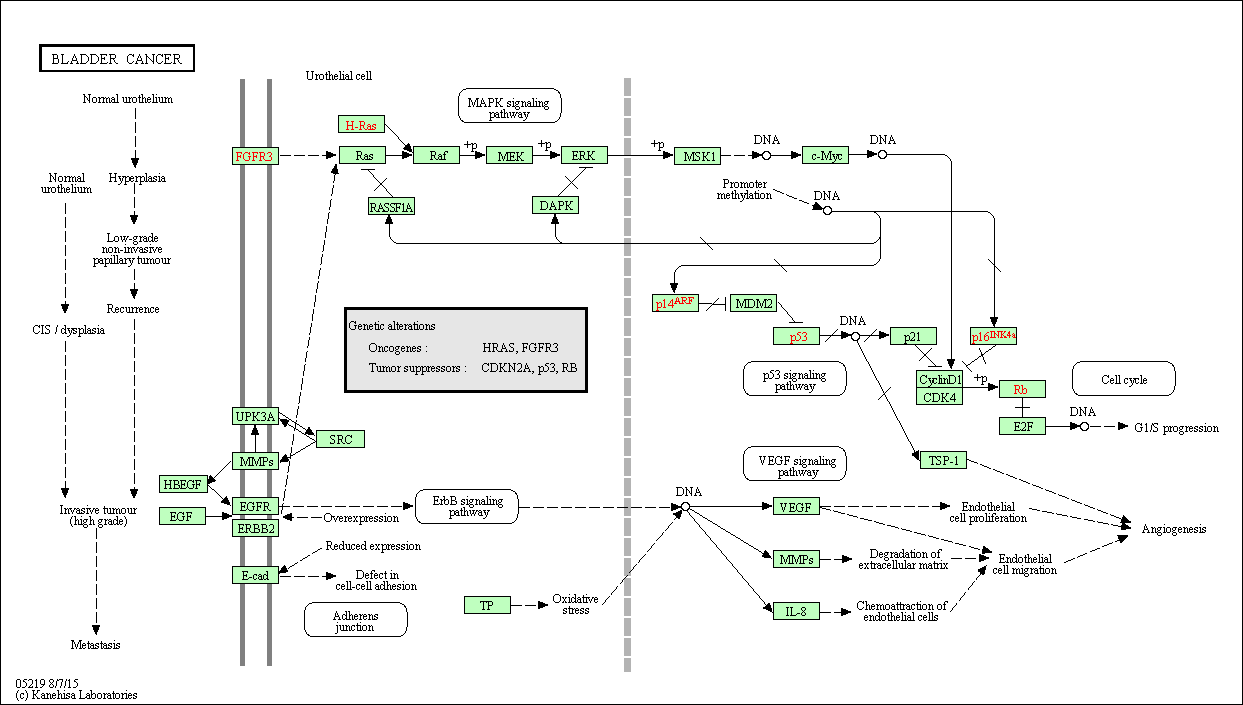 BLADDER CANCER
Urothelial cell
Normal urothelium
MAPK signaling
pathway
H-Ras
FGFR3
Ras
Raf
+p
MEK
+p
ERK
+p
MSK1
DNA
c-Myc
DNA
Normal
urothelium
Hyperplasia
Promoter
methylation
DNA
RASSF1A
DAPK
Low-grade
non-invasive
papillary tumour
Recurrence
CIS / dysplasia
p14ARF
MDM2
p53
DNA
p21
p16INK4a
Genetic alterations
Oncogenes : HRAS, FGFR3
Tumor suppressors : CDKN2A, p53, RB
p53 signaling
pathway
CyclinD1
CDK4
+p
Rb
Cell cycle
E2F
DNA
G1/S progression
UPK3A
SRC
MMPs
VEGF signaling
pathway
TSP-1
HBEGF
EGF
EGFR
ERBB2
Overexpression
ErbB signaling
pathway
DNA
VEGF
Endothelial
cell proliferation
Angiogenesis
Invasive tumour
(high grade)
Reduced expression
E-cad
Defect in
cell-cell adhesion
MMPs
Degradation of
extracellular matrix
Endothelial
cell migration
Adherens
junction
TP
Oxidative
stress
IL-8
Chemoattraction of
endothelial cells
Metastasis
05219 8/7/15
(c) Kanehisa Laboratories